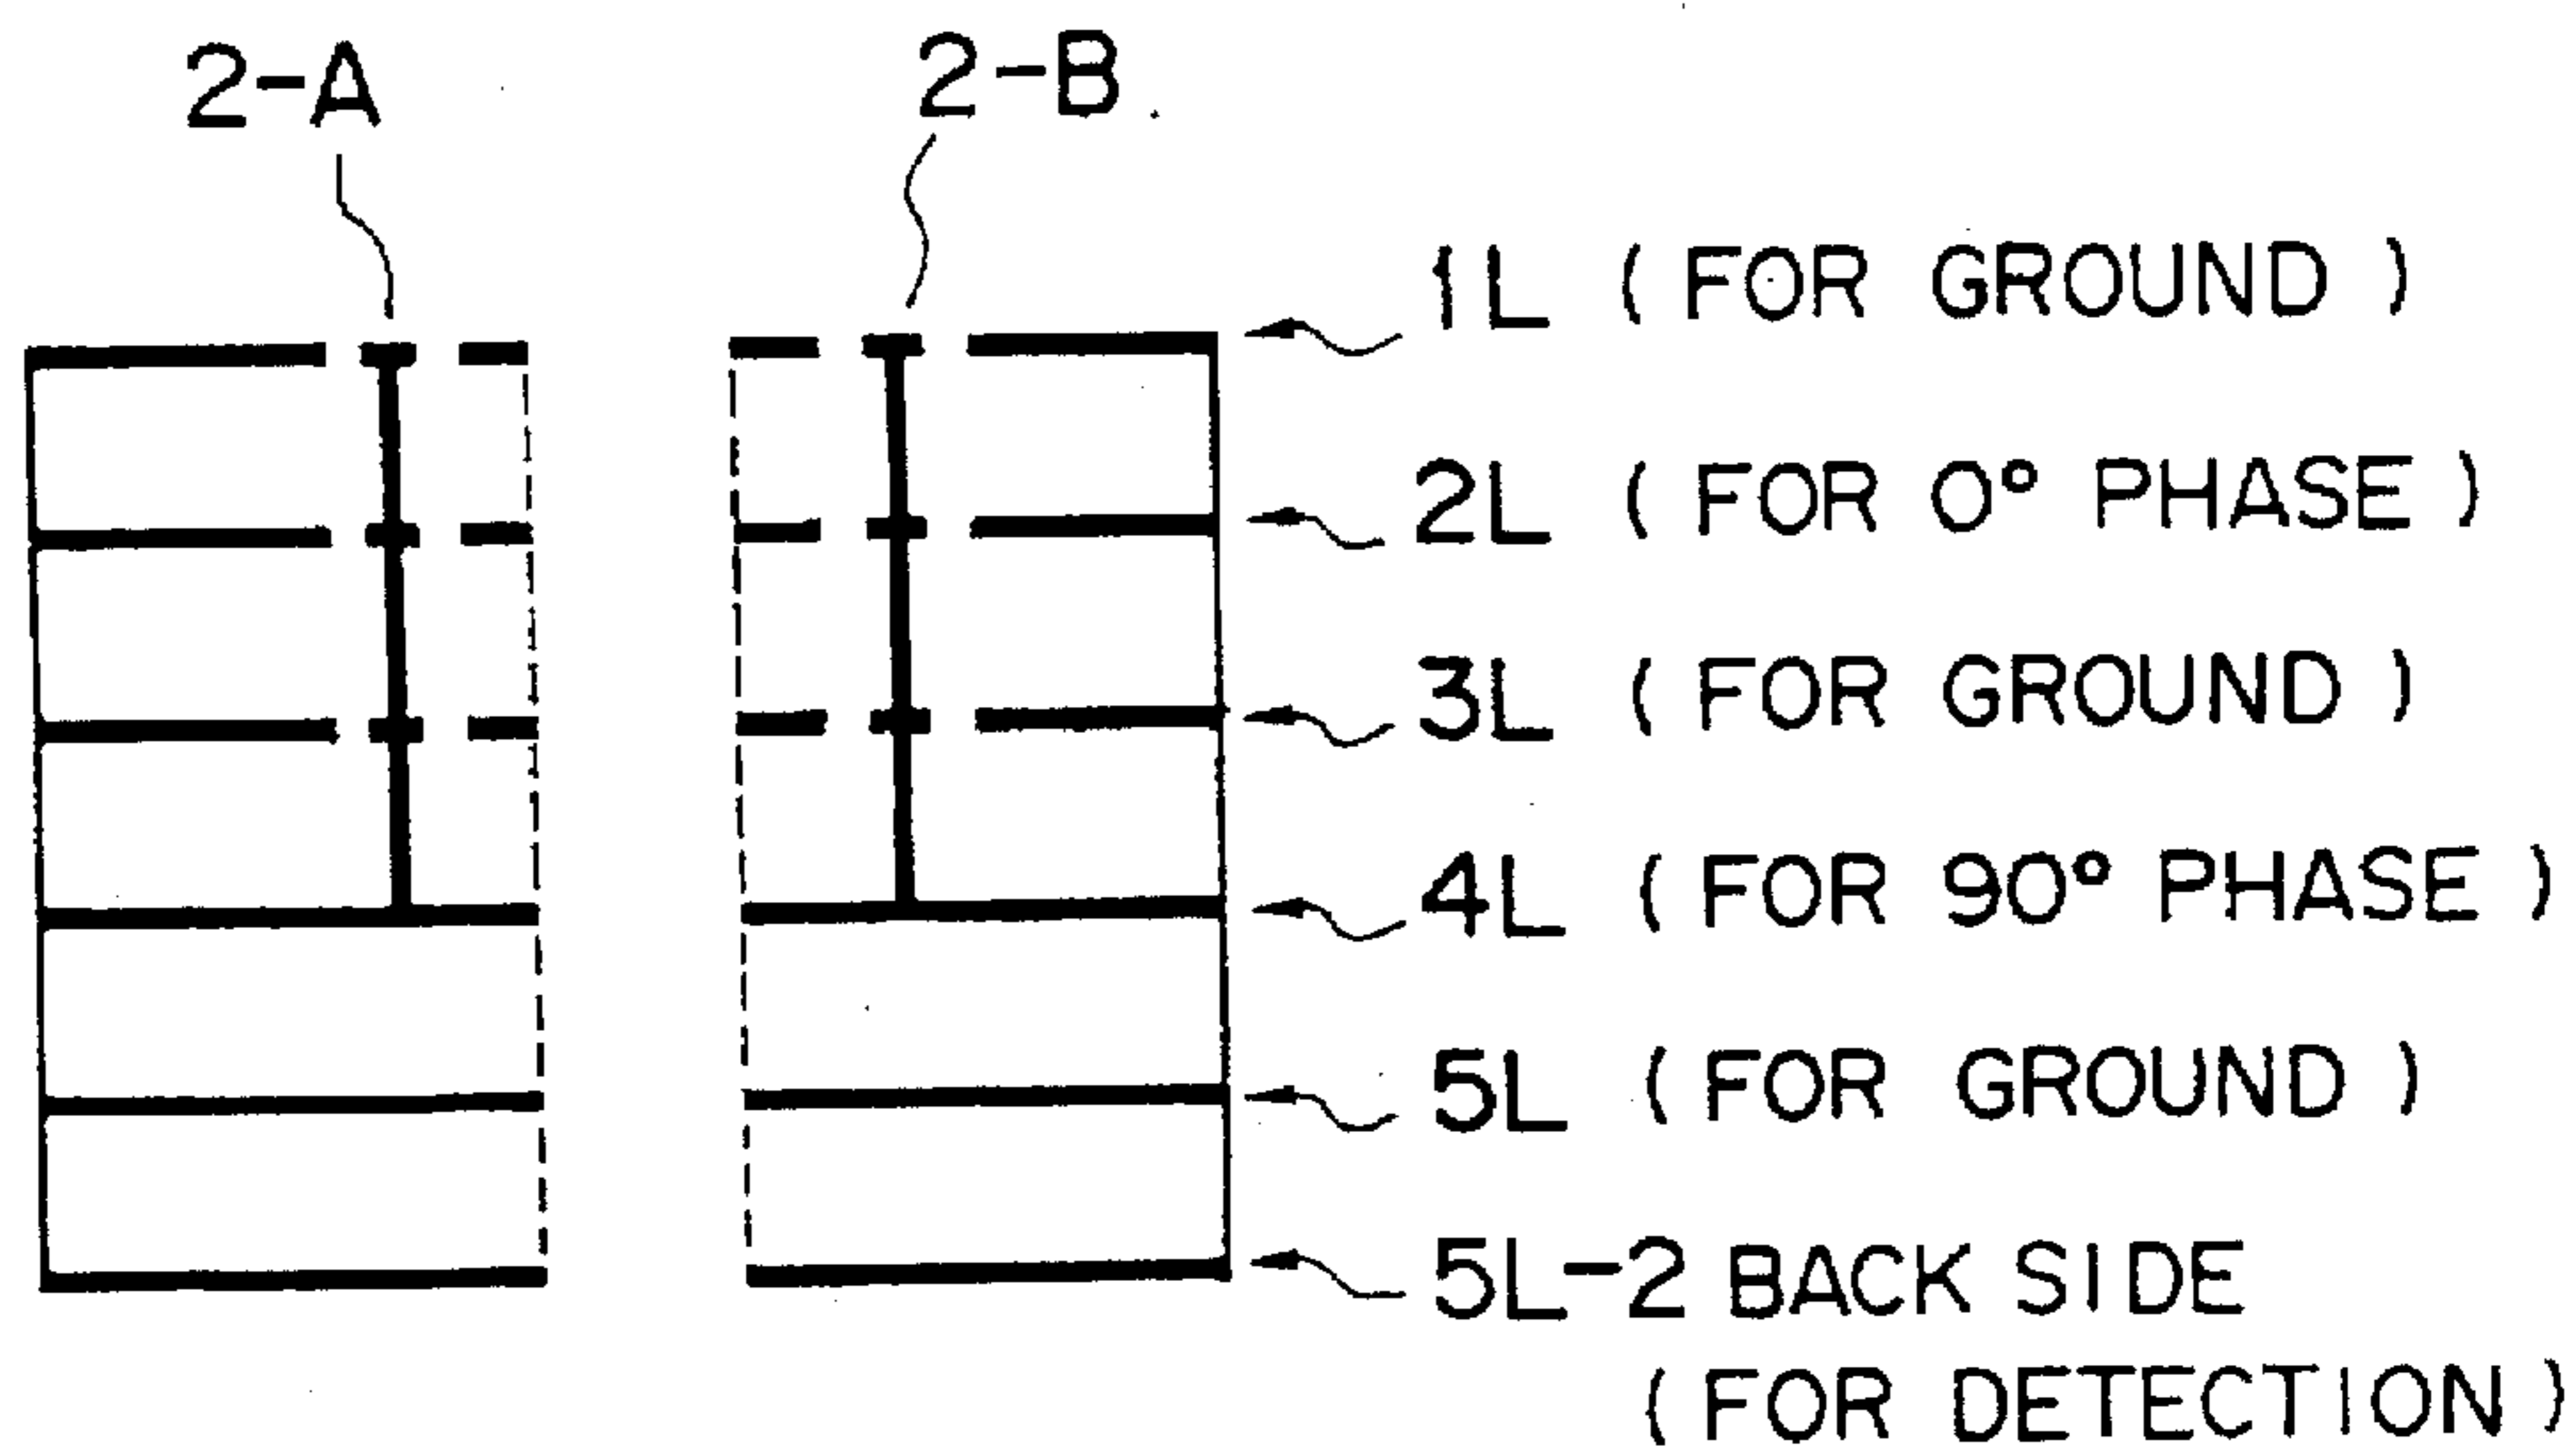 2-A
2-B
1L ( FOR GROUND )
2L ( FOR 0° PHASE )
3L ( FOR GROUND )
4L ( FOR 90° PHASE )
5L ( FOR GROUND )
5L-2 BACK SIDE
( FOR DETECTION )